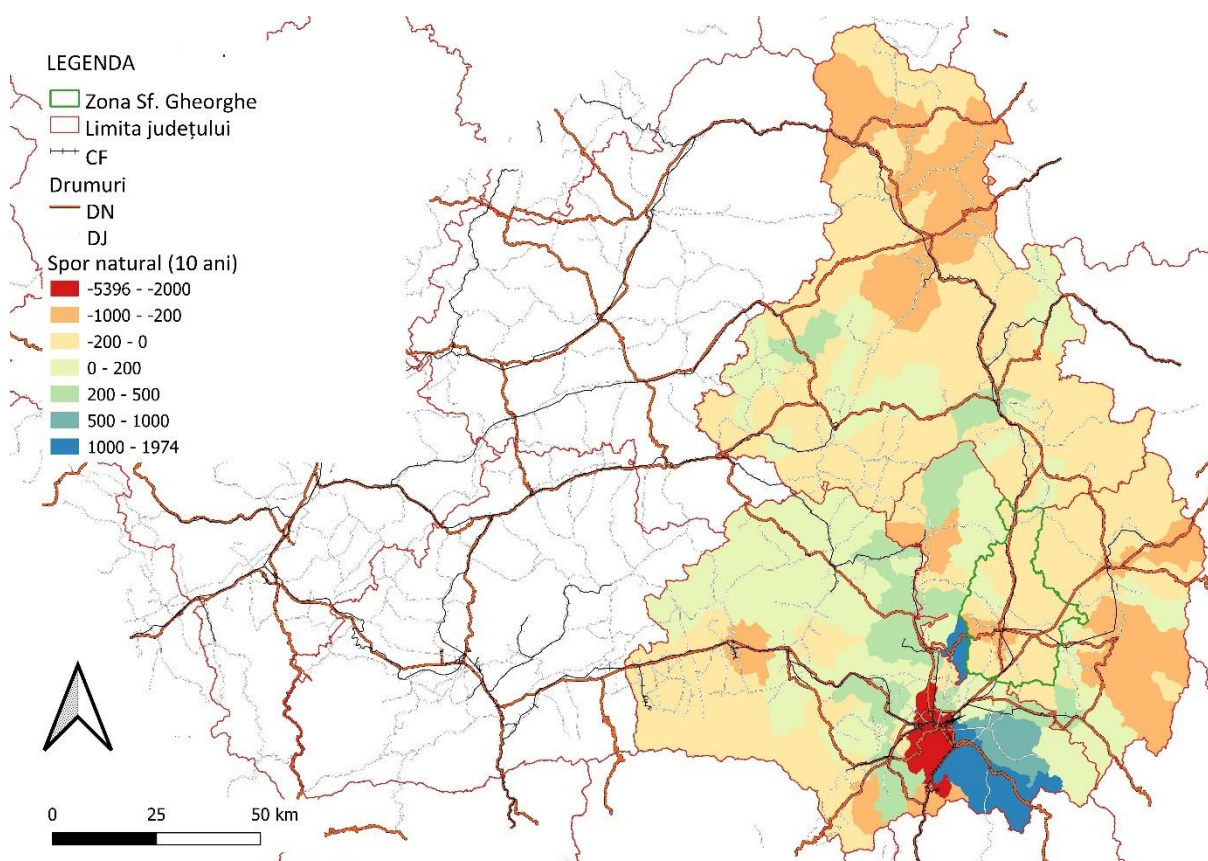 LEGENDA
Zona Sf. Gheorghe
Limita județului
CF
Drumuri
DN
DJ
Spor natural (10 ani)
-5396 - -2000
-1000 - -200
-200 - 0
0 - 200
200 - 500
500 - 1000
1000 - 1974
0 25 50 km